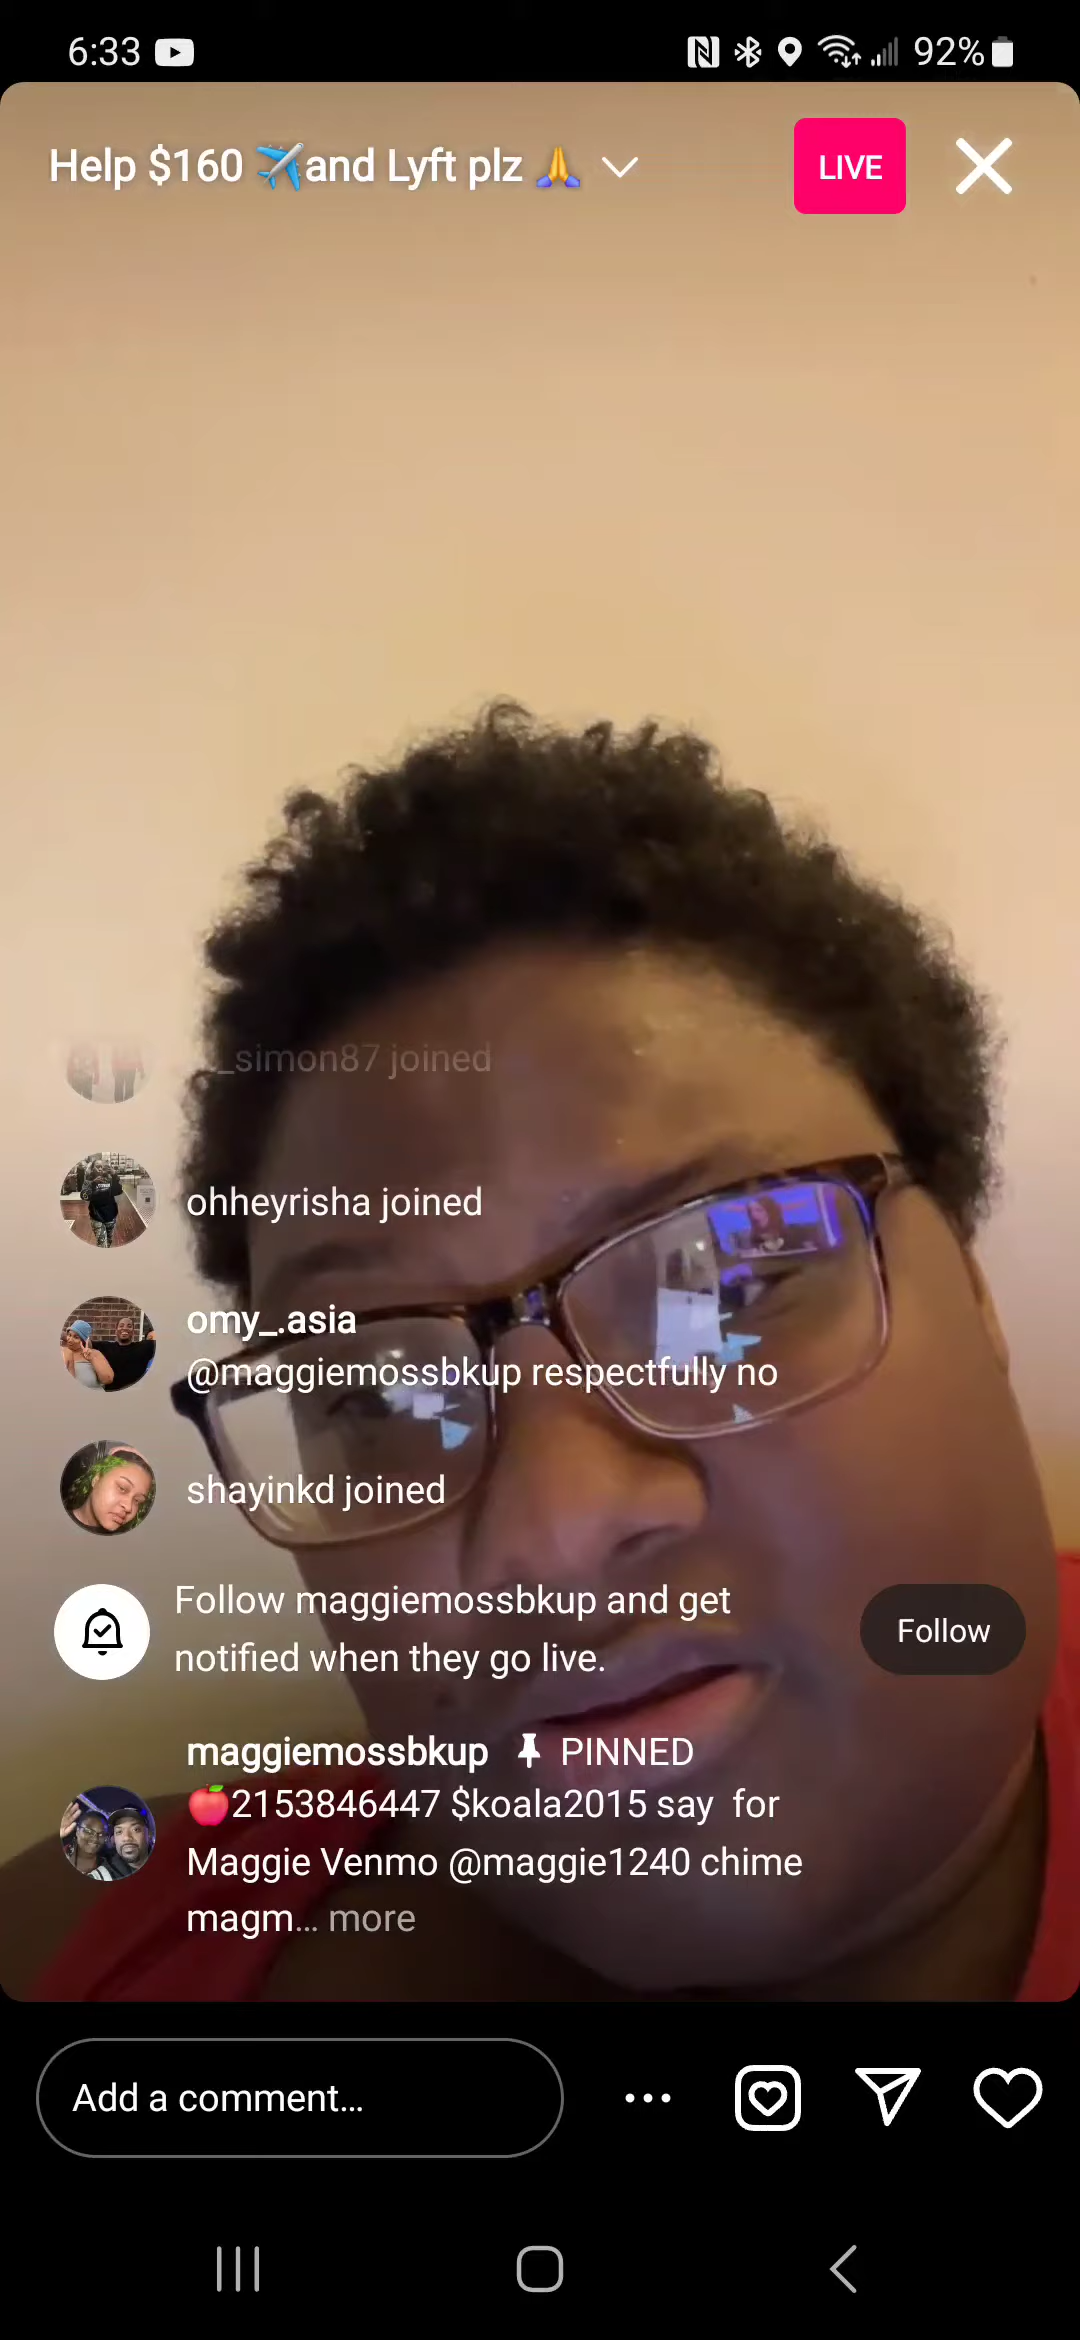 6:33 92%
Help $160 ✈️and Lyft plz 🙏
LIVE
_simon87 joined
ohheyrisha joined
omy_.asia
@maggiemossbkup respectfully no
shayinkd joined
Follow maggiemossbkup and get
notified when they go live.
Follow
maggiemossbkup PINNED
🍎2153846447 $koala2015 say for
Maggie Venmo @maggie1240 chime
magm... more
Add a comment...